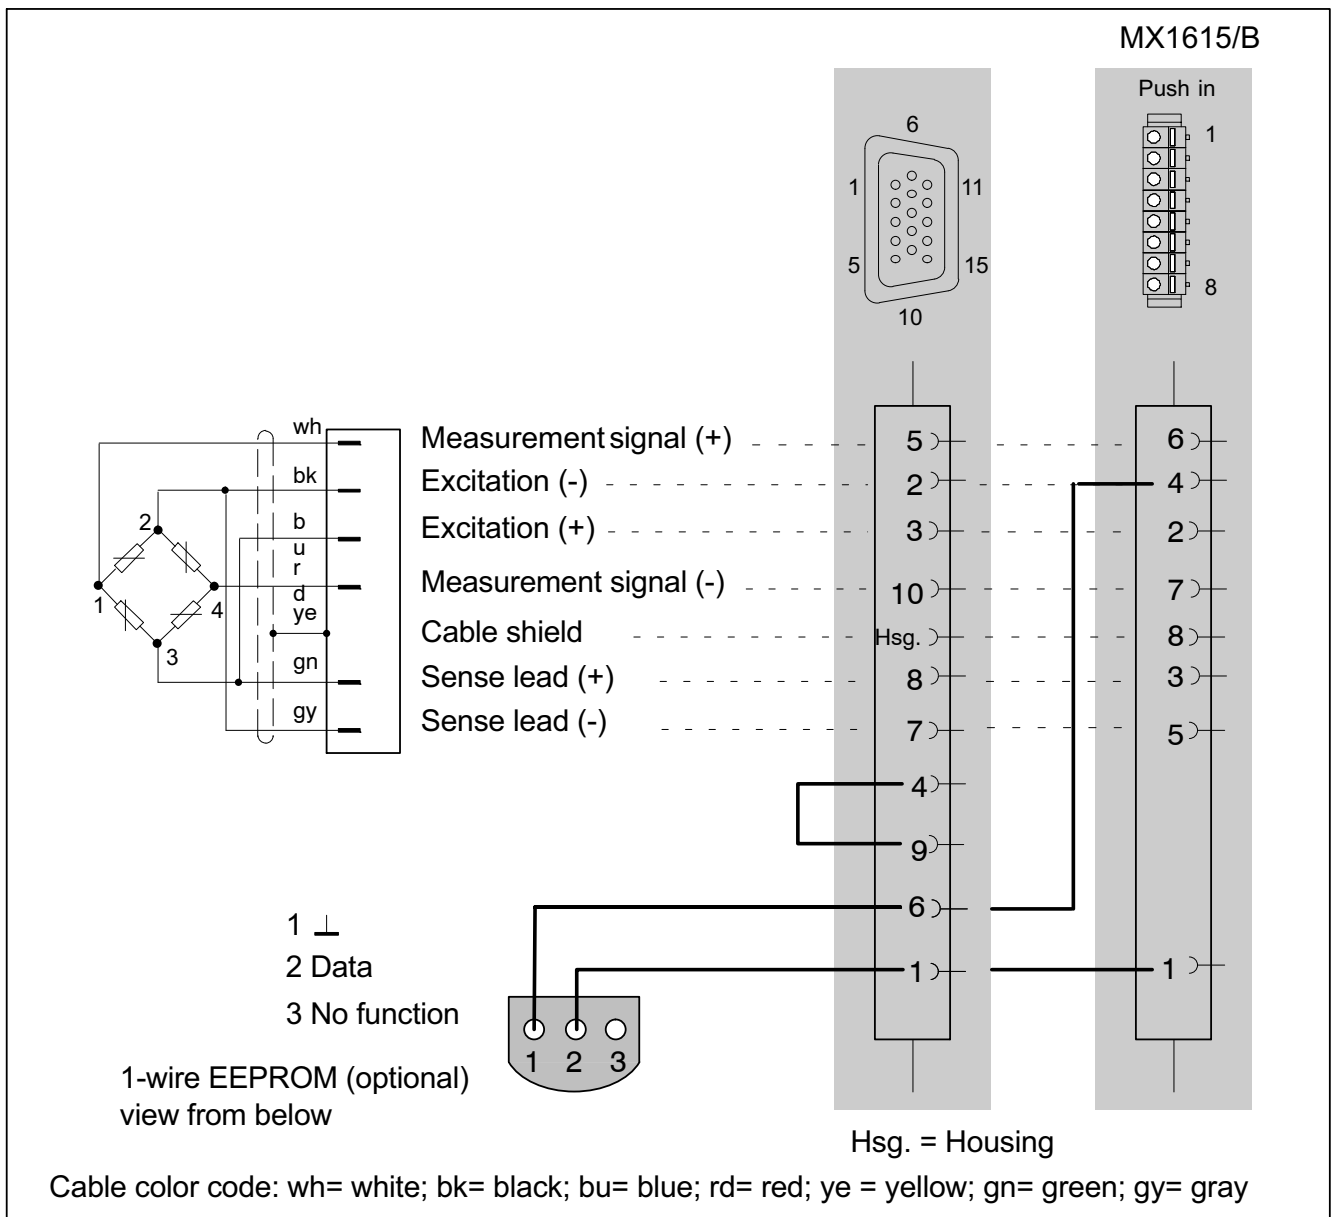 MX1615/B
Push in
6
1
1
11
5
15
8
10
wh
Measurement signal (+)
5
6
bk
Excitation (-)
2
4
b
Excitation (+)
3
2
u
r
2
Measurement signal (-)
10
7
d
1
4
ye
Cable shield
Hsg.
8
3
gn
Sense lead (+)
8
3
gy
Sense lead (-)
7
5
4
9
6
1 ⊥
2 Data
1
1
3 No function
1 2 3
1-wire EEPROM (optional)
view from below
Hsg. = Housing
Cable color code: wh= white; bk= black; bu= blue; rd= red; ye = yellow; gn= green; gy= gray